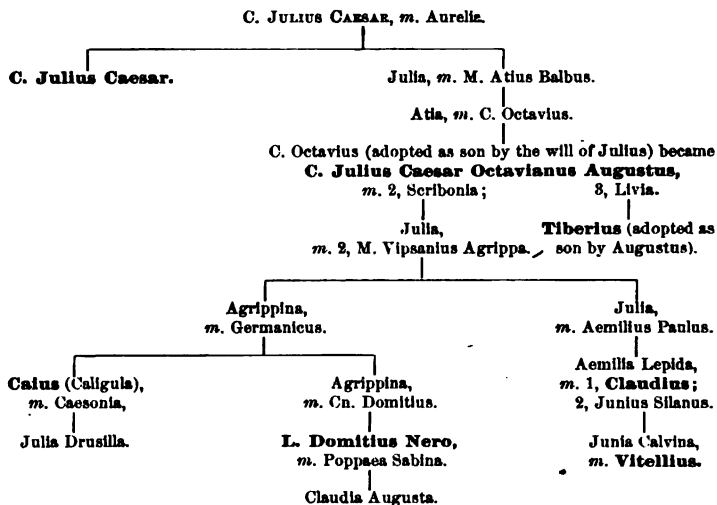 C. JULIUS CAESAR, m. Aurelia.
C. Julius Caesar.
Julia, m. M. Atius Balbus.
Atia, m. C. Octavius.
C. Octavius (adopted as son by the will of Julius) became
C. Julius Caesar Octavianus Augustus,
m. 2, Scribonia; 3, Livia.
Julia,
m. 2, M. Vipsanius Agrippa.
Tiberius (adopted as
son by Augustus).
Agrippina,
m. Germanicus.
Julia,
m. Aemilius Paulus.
Caius (Caligula),
m. Caesonia,
Julia Drusilla.
Agrippina,
m. Cn. Domitius.
L. Domitius Nero,
m. Poppaea Sabina.
Claudia Augusta.
Aemilia Lepida,
m. 1, Claudius;
2, Junius Silanus.
Junia Calvina,
m. Vitellius.